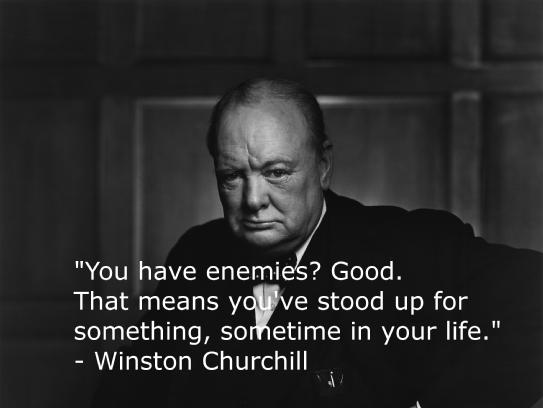 "You have enemies? Good.
That means you've stood up for
something, sometime in your life."
- Winston Churchill